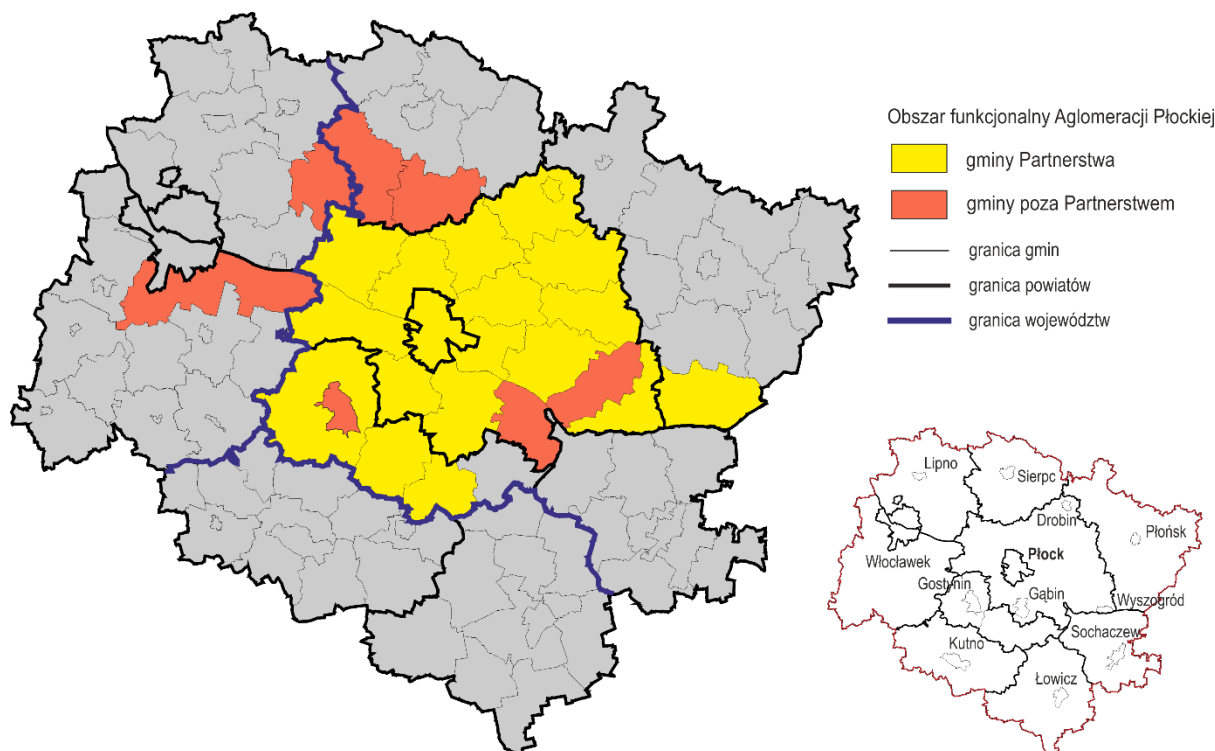 Obszar funkcjonalny Aglomeracji Płockiej
gminy Partnerstwa
gminy poza Partnerstwem
granica gmin
granica powiatów
granica województw
Lipno
Sierpc
Drobin
Płońsk
Płock
Włocławek
Gostynin
Gąbin
Wyszogród
Sochaczew
Kutno
Łowicz